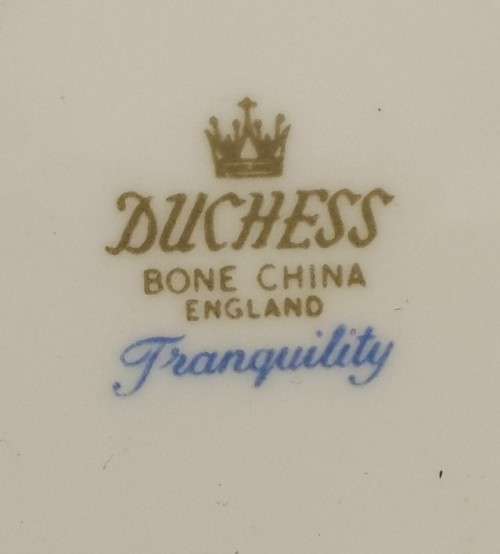 DUCHESS
BONE CHINA
ENGLAND
Tranquility